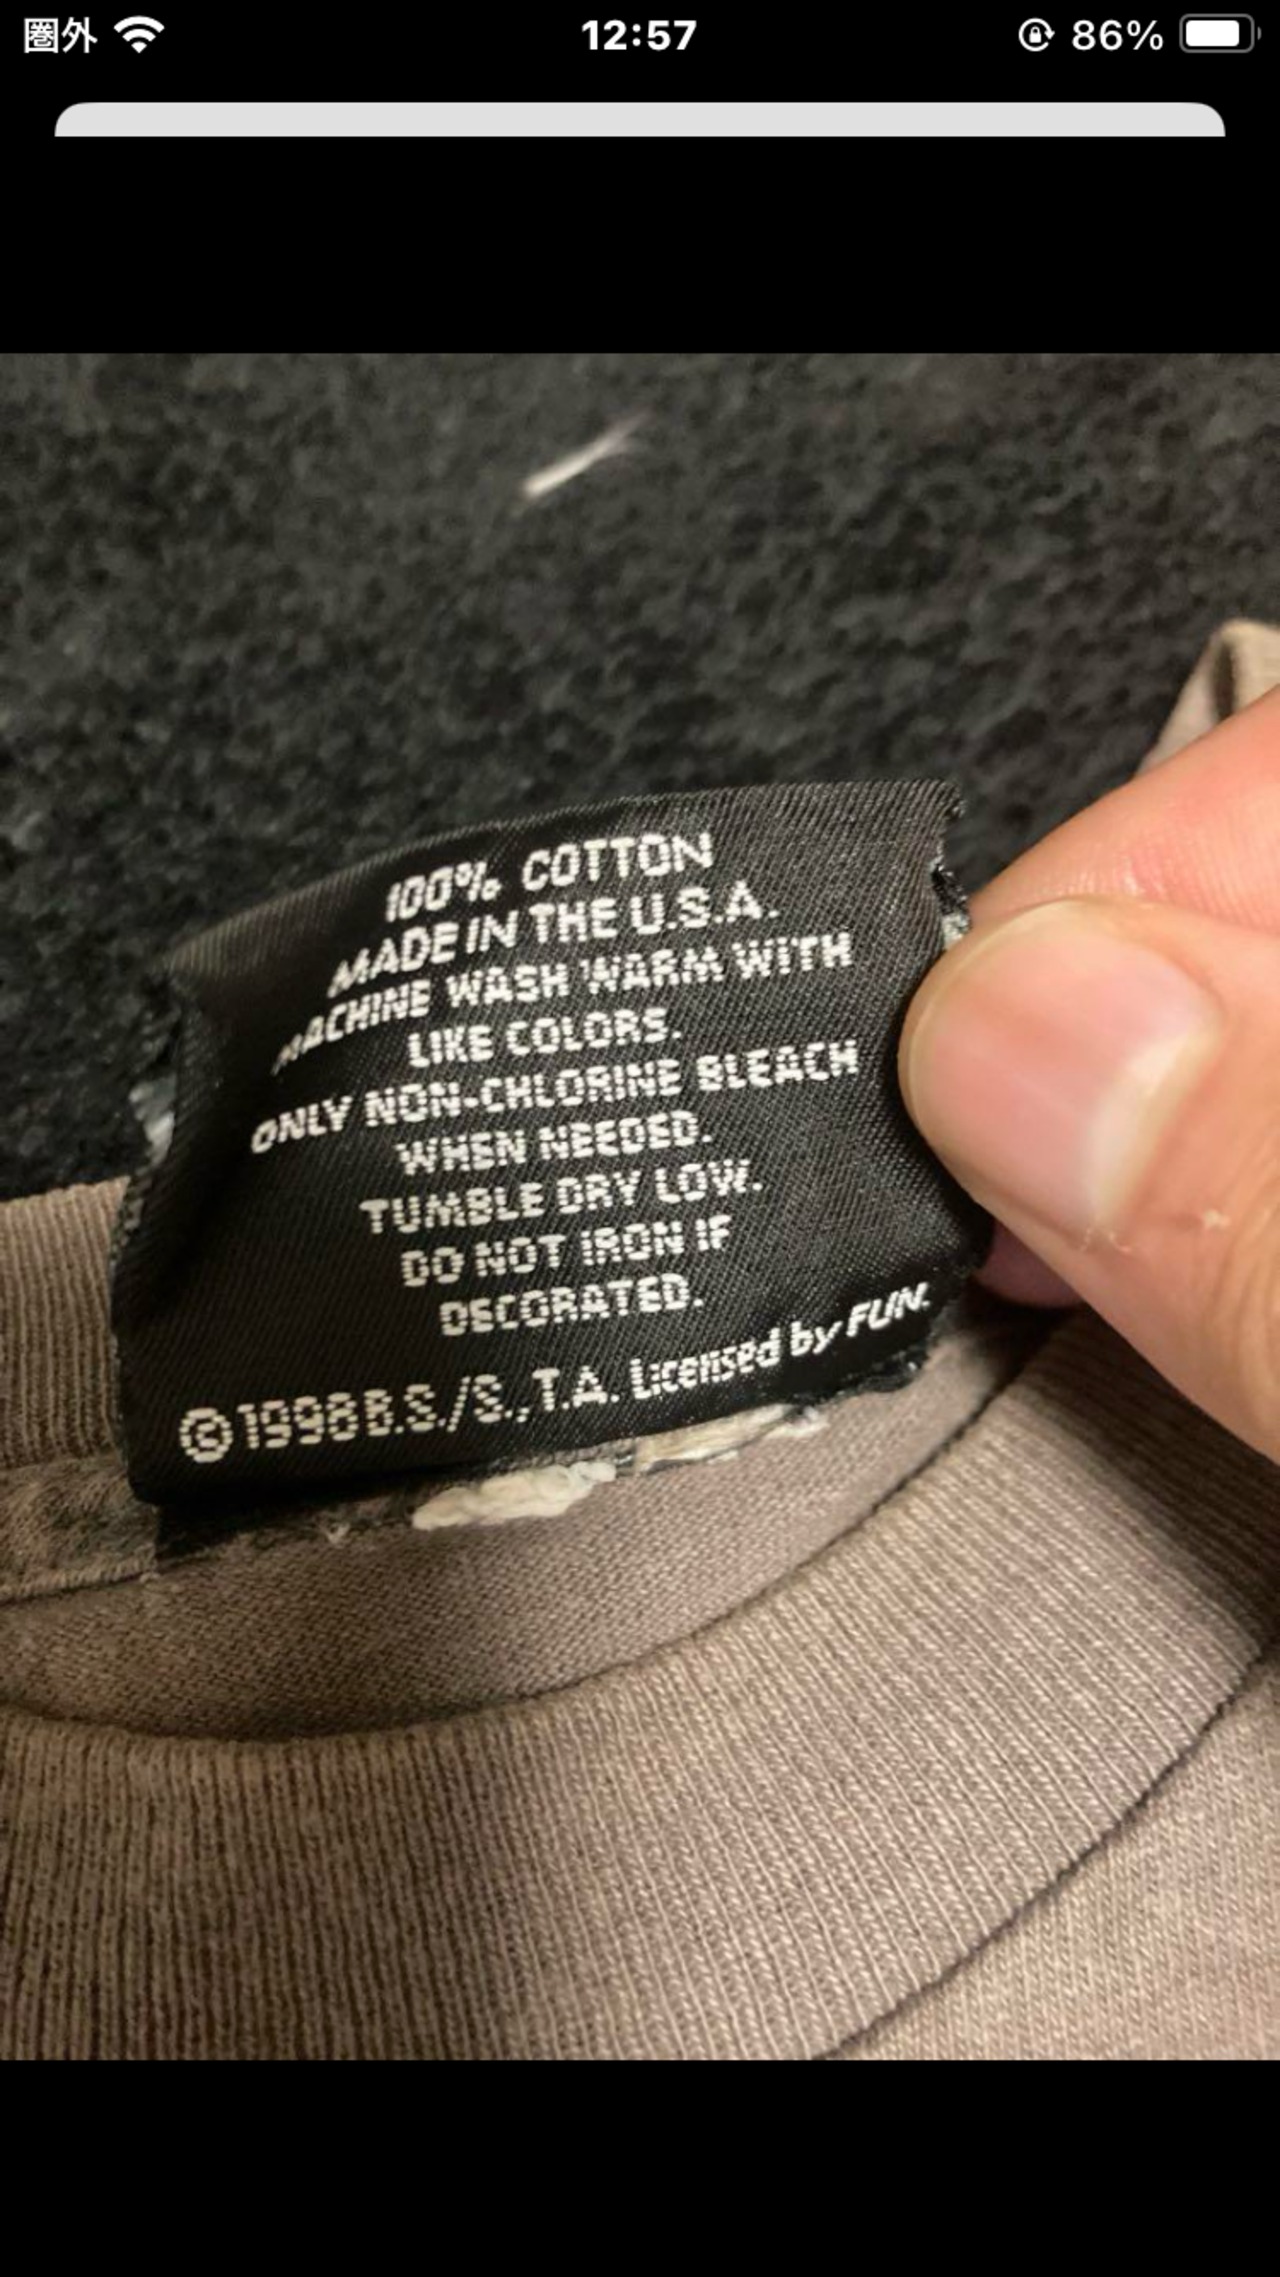 圏外 12:57 86%
100% COTTON
MADE IN THE U.S.A.
MACHINE WASH WARM WITH
LIKE COLORS.
ONLY NON-CHLORINE BLEACH
WHEN NEEDED.
TUMBLE DRY LOW.
DO NOT IRON IF
DECORATED.
©1998 B.S./S.,T.A. Licensed by FUN.